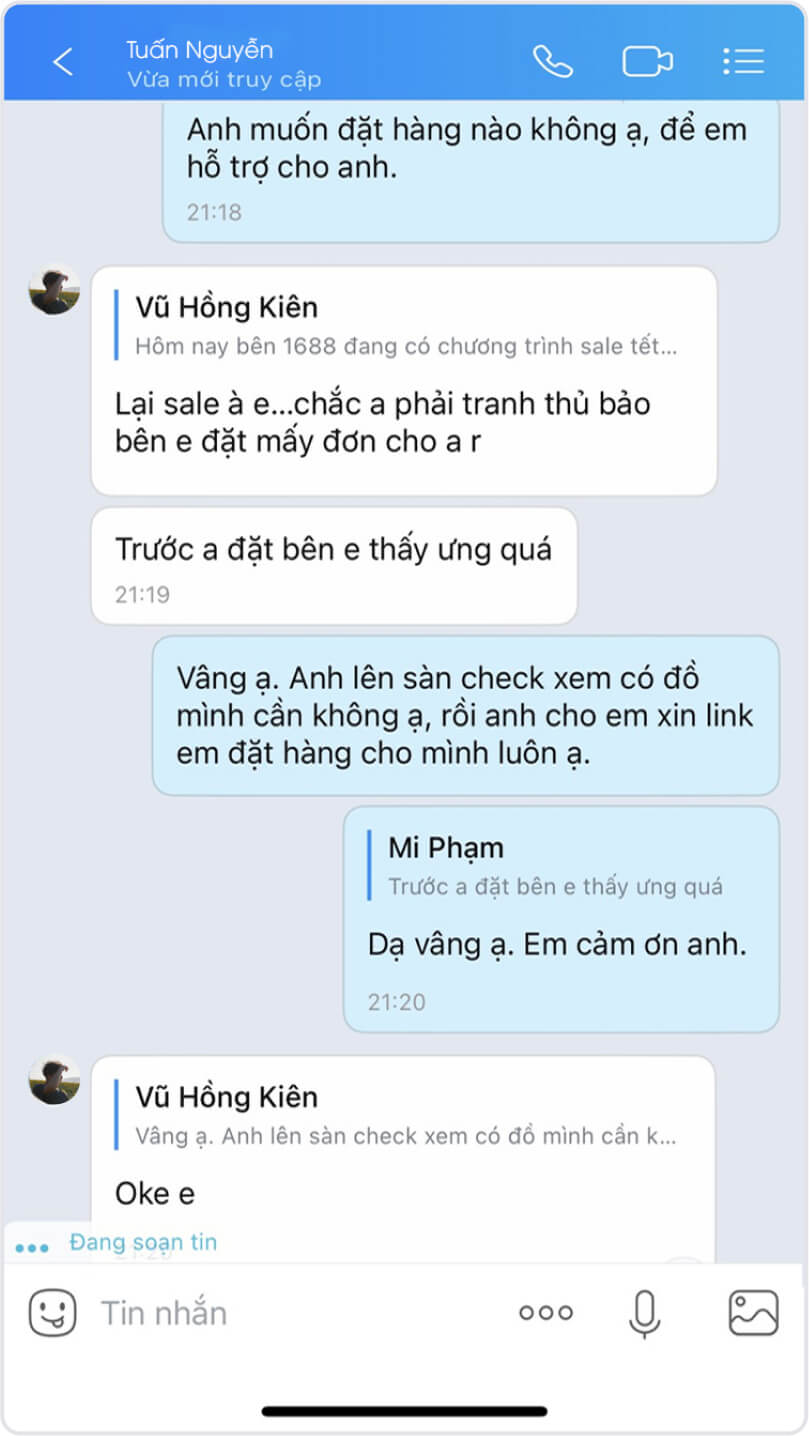 Tuấn Nguyễn
Vừa mới truy cập
Anh muốn đặt hàng nào không ạ, để em
hỗ trợ cho anh.
21:18
Vũ Hồng Kiên
Hôm nay bên 1688 đang có chương trình sale tết...
Lại sale à e...chắc a phải tranh thủ bảo
bên e đặt mấy đơn cho a r
Trước a đặt bên e thấy ưng quá
21:19
Vâng ạ. Anh lên sàn check xem có đồ
mình cần không ạ, rồi anh cho em xin link
em đặt hàng cho mình luôn ạ.
Mi Phạm
Trước a đặt bên e thấy ưng quá
Dạ vâng ạ. Em cảm ơn anh.
21:20
Vũ Hồng Kiên
Vâng ạ. Anh lên sàn check xem có đồ mình cần k...
Oke e
Đang soạn tin
Tin nhắn